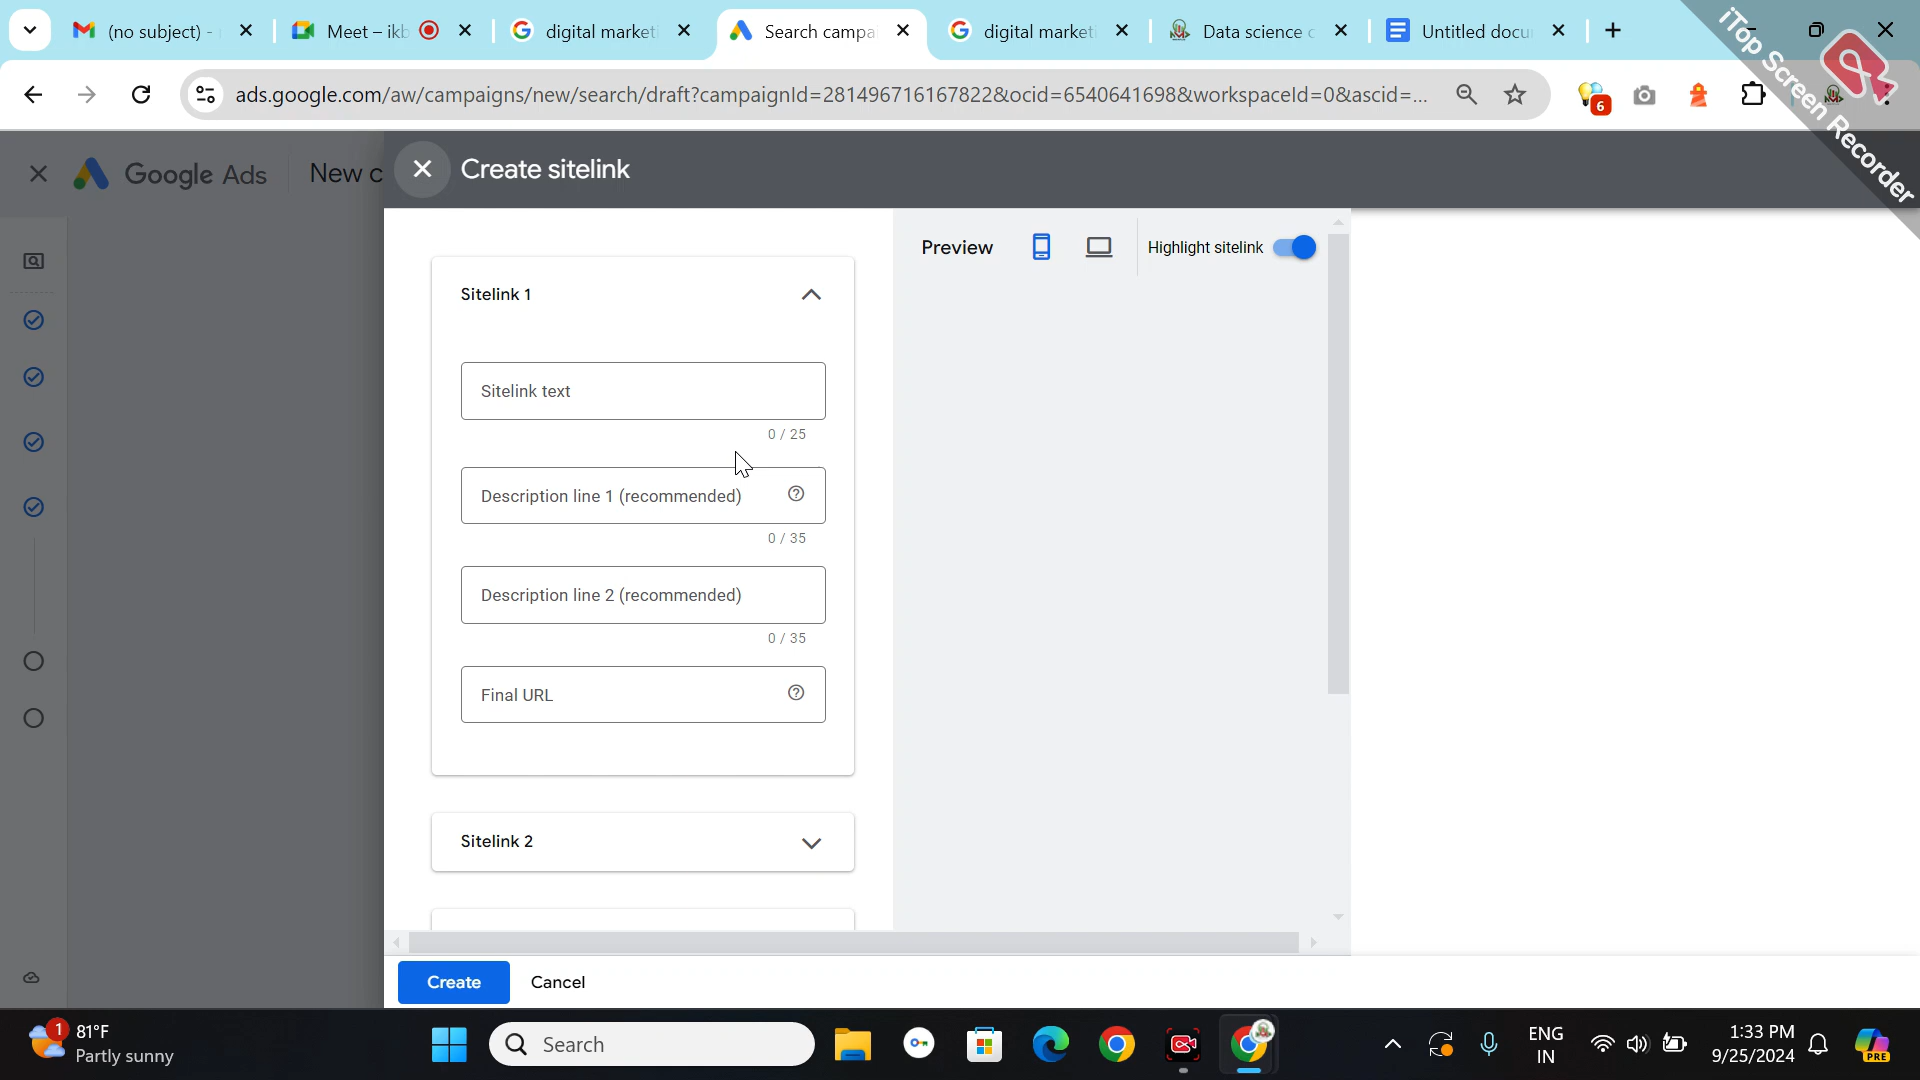 (no subject) -
Meet – ikb
digital market
Search campa
digital market
Data science c
Untitled docu
iTop Screen Recorder
ads.google.com/aw/campaigns/new/search/draft?campaignId=281496716167822&ocid=6540641698&workspaceId=0&ascid=...
6
Google Ads
New c
Create sitelink
Preview
Highlight sitelink
Sitelink 1
Sitelink text
0 / 25
Description line 1 (recommended)
0 / 35
Description line 2 (recommended)
0 / 35
Final URL
Sitelink 2
Create
Cancel
1
81°F
Partly sunny
Search
ENG
IN
1:33 PM
9/25/2024
PRE